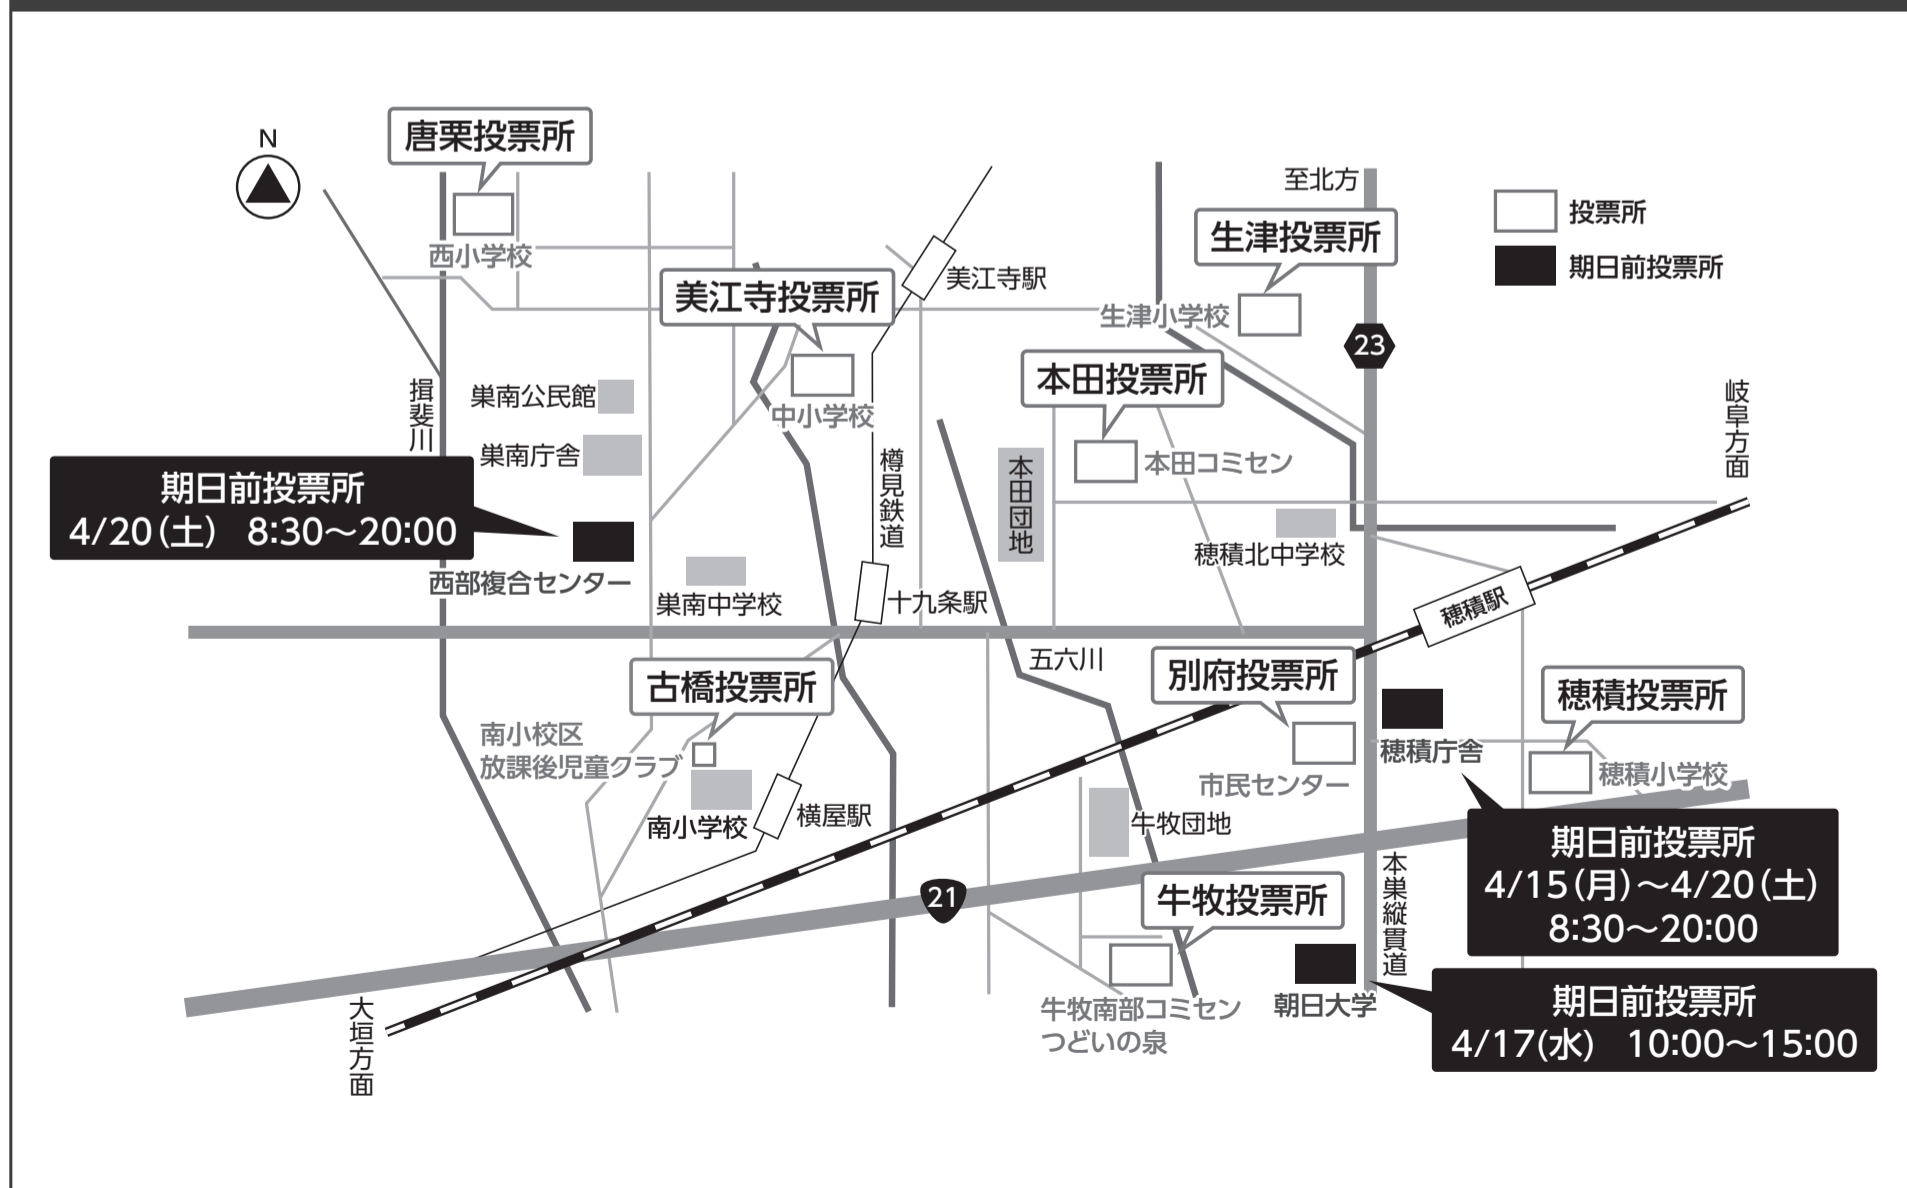 N
唐栗投票所
西小学校
美江寺投票所
中小学校
美江寺駅
至北方
生津投票所
生津小学校
投票所
期日前投票所
23
本田投票所
本田コミセン
岐阜方面
揖斐川
巣南公民館
巣南庁舎
期日前投票所
4/20(土) 8:30~20:00
西部複合センター
樽見鉄道
本田団地
穂積北中学校
巣南中学校
十九条駅
穂積駅
古橋投票所
五六川
別府投票所
穂積投票所
南小校区
放課後児童クラブ
南小学校
横屋駅
市民センター
穂積庁舎
穂積小学校
牛牧団地
期日前投票所
4/15(月)~4/20(土)
8:30~20:00
21
牛牧投票所
本巣縦貫道
牛牧南部コミセン
つどいの泉
朝日大学
期日前投票所
4/17(水) 10:00~15:00
大垣方面